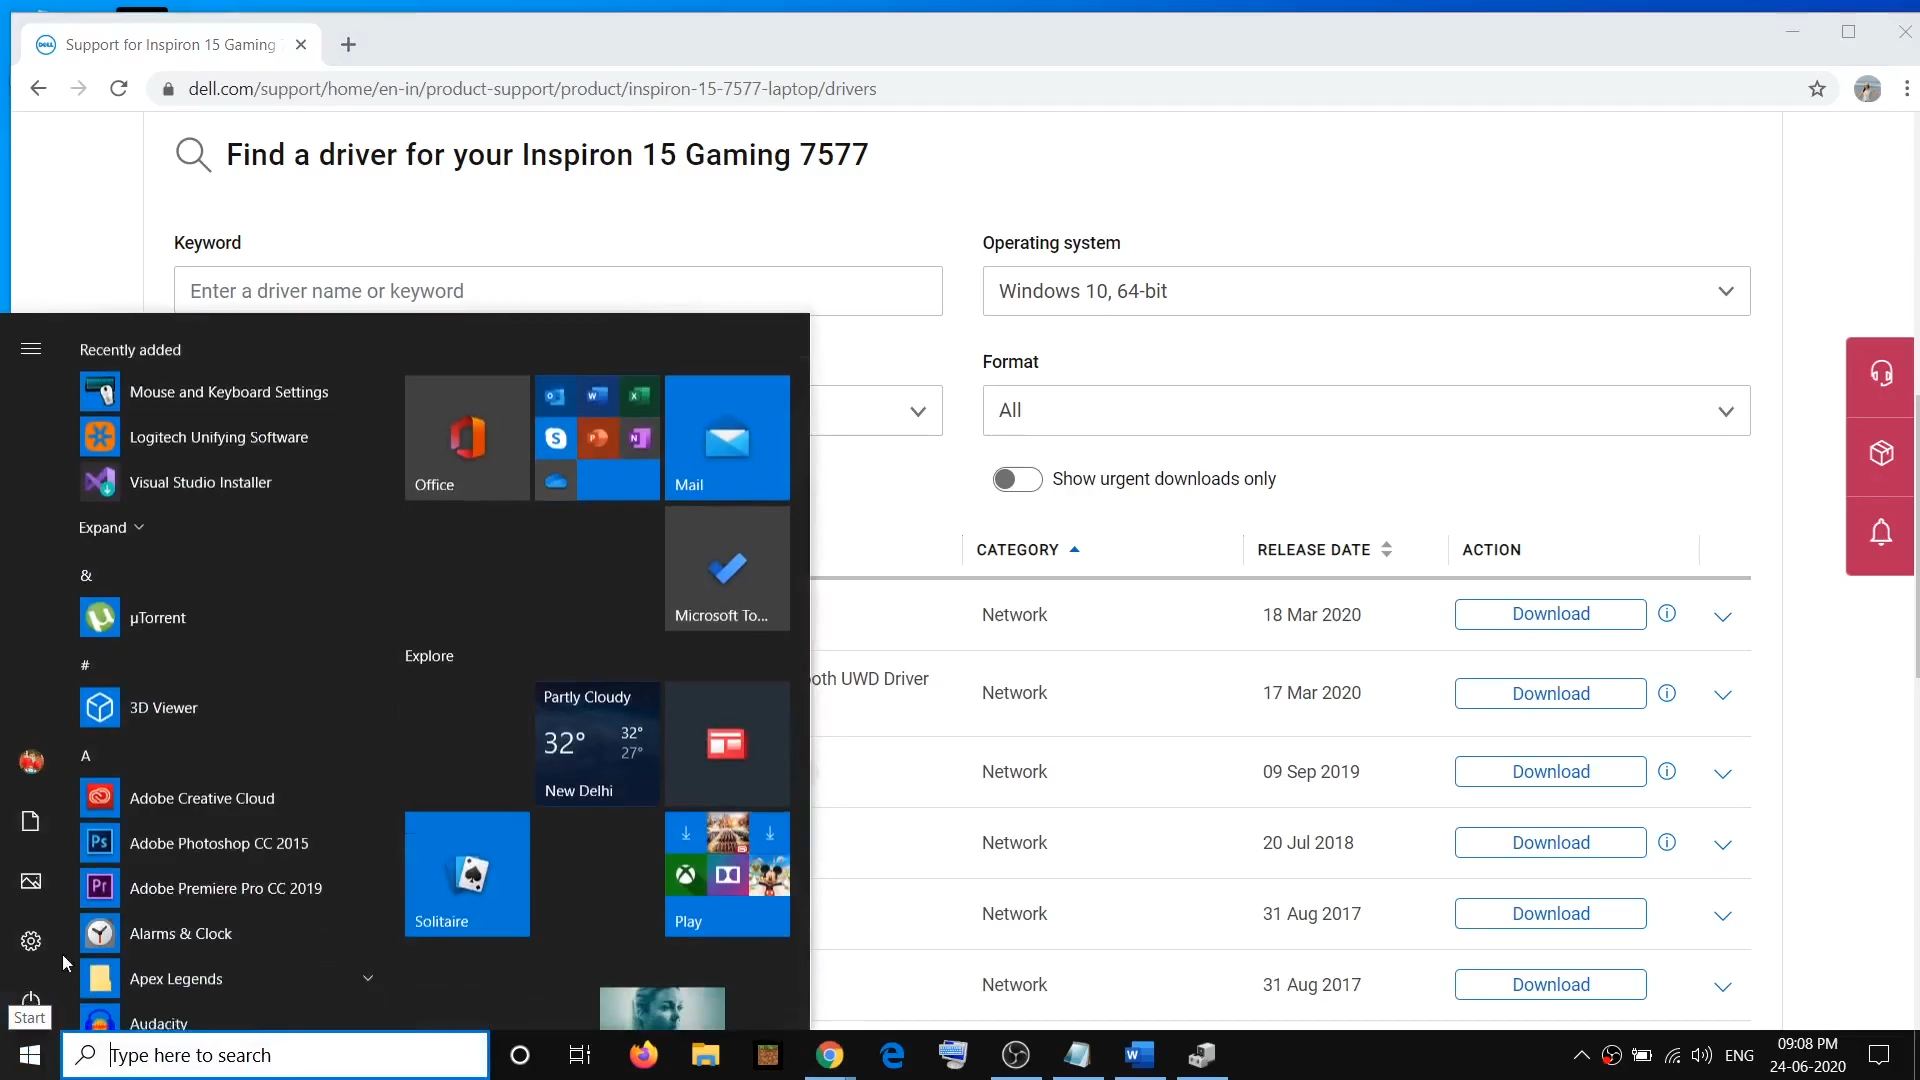 Support for Inspiron 15 Gaming 7
dell.com/support/home/en-in/product-support/product/inspiron-15-7577-laptop/drivers
Find a driver for your Inspiron 15 Gaming 7577
Keyword
Operating system
Enter a driver name or keyword
Windows 10, 64-bit
Format
All
Show urgent downloads only
CATEGORY
RELEASE DATE
ACTION
Network
18 Mar 2020
Download
oth UWD Driver
Network
17 Mar 2020
Download
Network
09 Sep 2019
Download
Network
20 Jul 2018
Download
Network
31 Aug 2017
Download
Network
31 Aug 2017
Download
Recently added
Mouse and Keyboard Settings
Logitech Unifying Software
Visual Studio Installer
Expand
&
µTorrent
#
3D Viewer
A
Adobe Creative Cloud
Adobe Photoshop CC 2015
Adobe Premiere Pro CC 2019
Alarms & Clock
Apex Legends
Audacity
Office
Mail
Microsoft To...
Explore
Partly Cloudy
32°
32°
27°
New Delhi
Solitaire
Play
Start
Type here to search
ENG
09:08 PM
24-06-2020